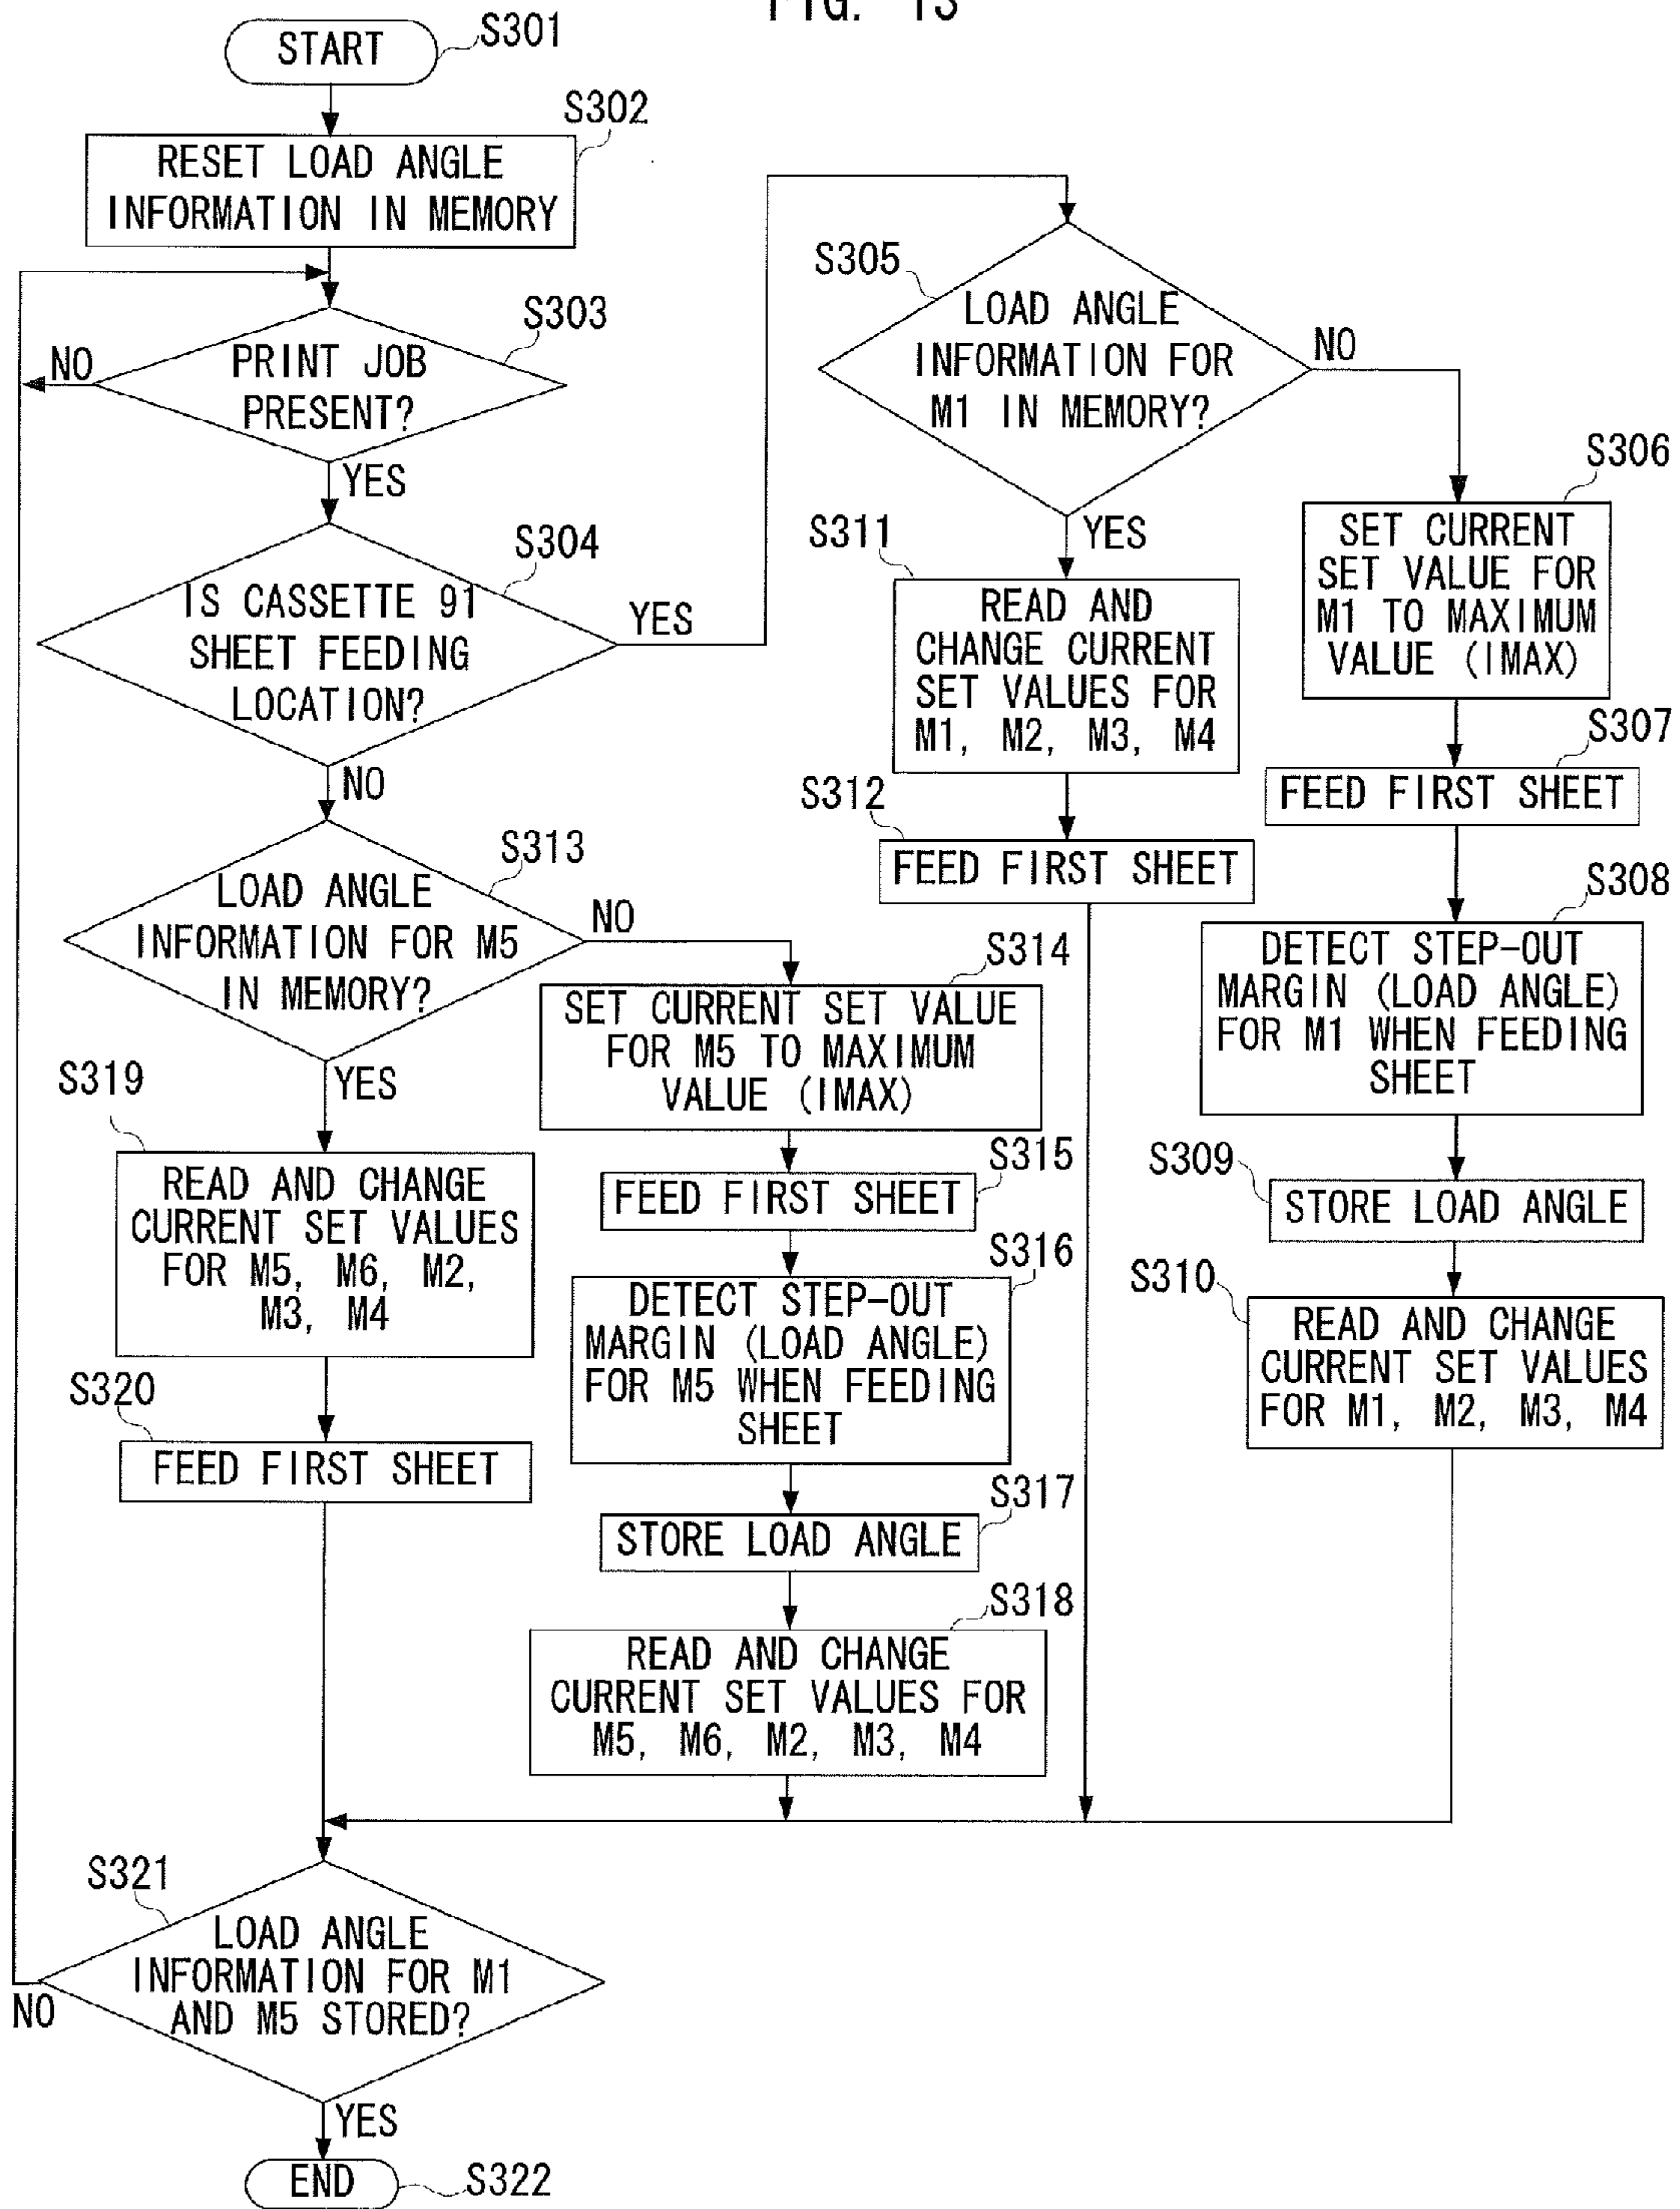 FIG. 13
START
S301
RESET LOAD ANGLE
INFORMATION IN MEMORY
S302
PRINT JOB
PRESENT?
S303
NO
YES
IS CASSETTE 91
SHEET FEEDING
LOCATION?
S304
YES
NO
LOAD ANGLE
INFORMATION FOR
M1 IN MEMORY?
S305
NO
YES
SET CURRENT
SET VALUE FOR
M1 TO MAXIMUM
VALUE (IMAX)
S306
FEED FIRST SHEET
S307
DETECT STEP-OUT
MARGIN (LOAD ANGLE)
FOR M1 WHEN FEEDING
SHEET
S308
STORE LOAD ANGLE
S309
READ AND CHANGE
CURRENT SET VALUES
FOR M1, M2, M3, M4
S310
READ AND
CHANGE CURRENT
SET VALUES FOR
M1, M2, M3, M4
S311
FEED FIRST SHEET
S312
LOAD ANGLE
INFORMATION FOR M5
IN MEMORY?
S313
NO
YES
SET CURRENT SET VALUE
FOR M5 TO MAXIMUM
VALUE (IMAX)
S314
FEED FIRST SHEET
S315
DETECT STEP-OUT
MARGIN (LOAD ANGLE)
FOR M5 WHEN FEEDING
SHEET
S316
STORE LOAD ANGLE
S317
READ AND CHANGE
CURRENT SET VALUES FOR
M5, M6, M2, M3, M4
S318
READ AND CHANGE
CURRENT SET VALUES
FOR M5, M6, M2,
M3, M4
S319
FEED FIRST SHEET
S320
LOAD ANGLE
INFORMATION FOR M1
AND M5 STORED?
S321
NO
YES
END
S322